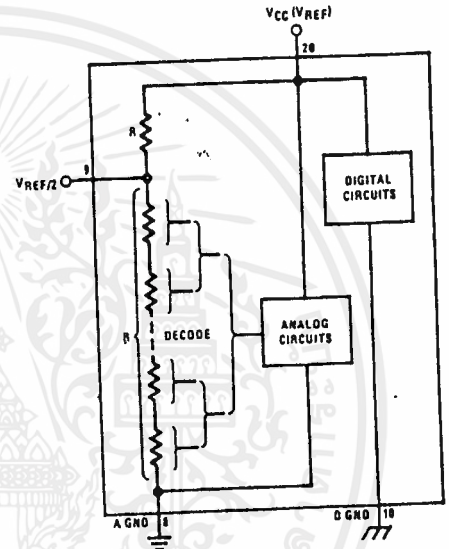 VCC (VREF)
20
R
9
VREF/2
DIGITAL
CIRCUITS
R
DECODE
ANALOG
CIRCUITS
A GND
8
D GND
10